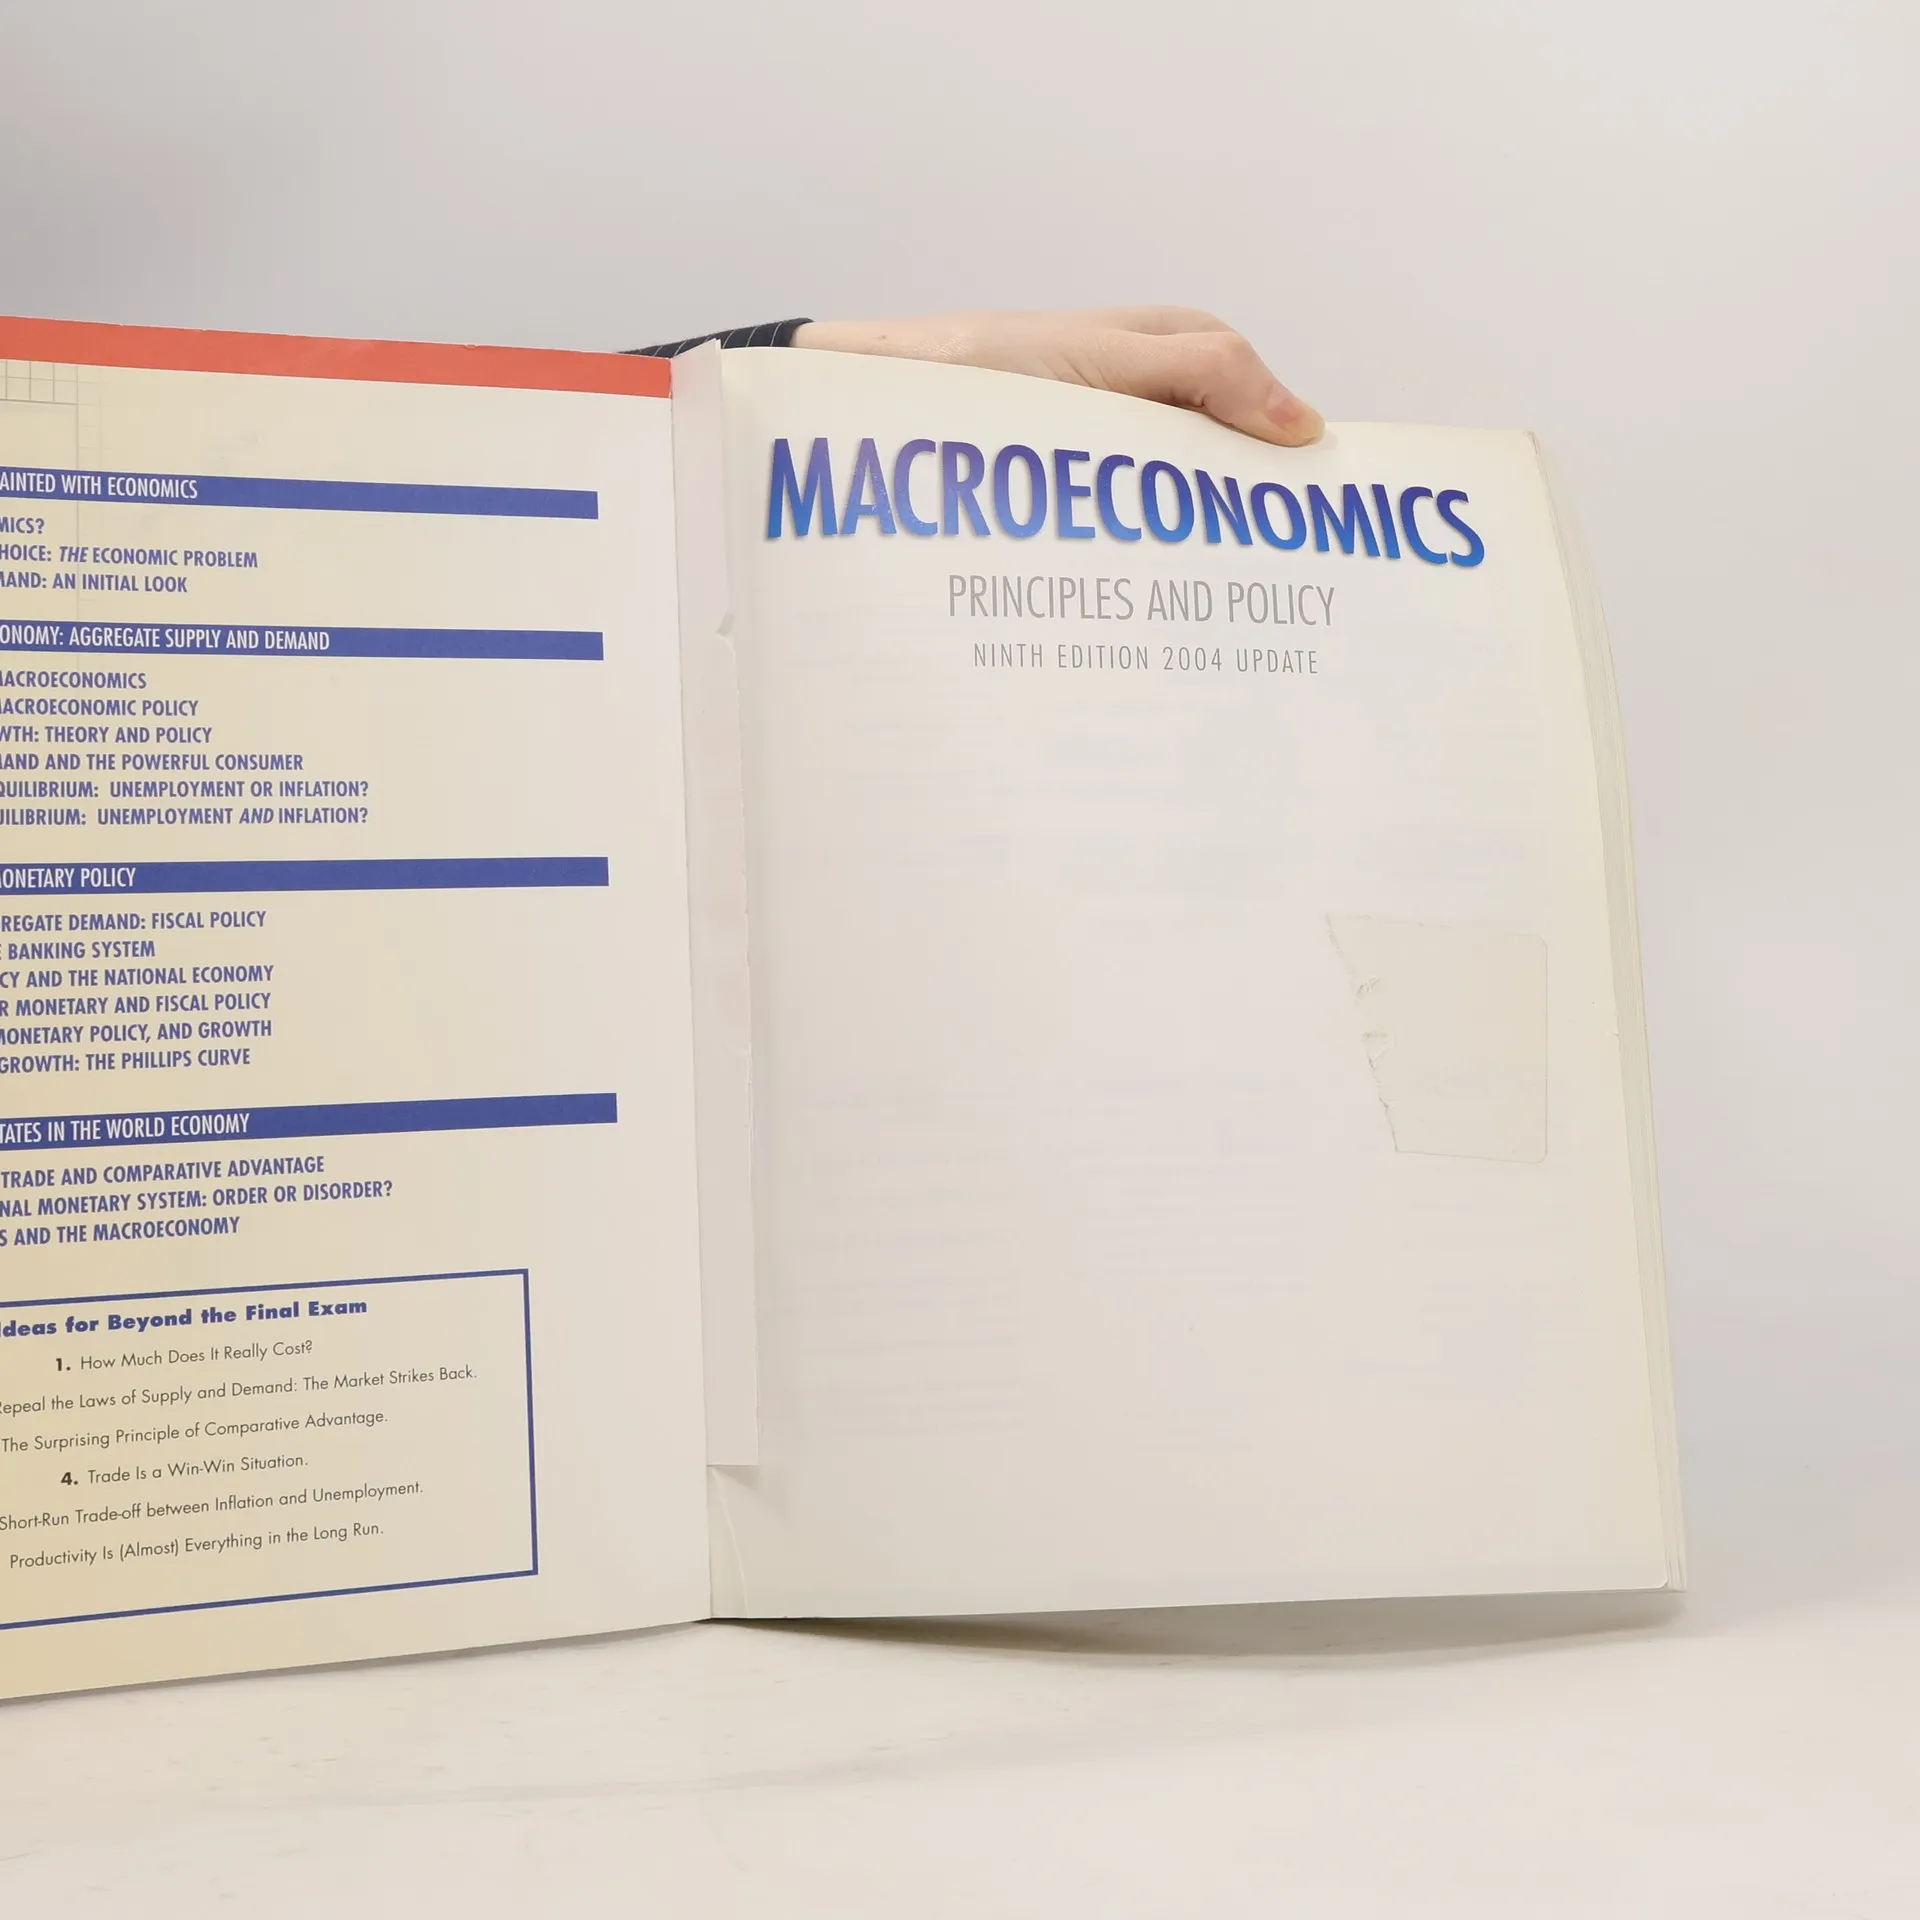 AINTED WITH ECONOMICS
MICS?
HOICE: THE ECONOMIC PROBLEM
MAND: AN INITIAL LOOK
ONOMY: AGGREGATE SUPPLY AND DEMAND
MACROECONOMICS
MACROECONOMIC POLICY
WTH: THEORY AND POLICY
MAND AND THE POWERFUL CONSUMER
QUILIBRIUM: UNEMPLOYMENT OR INFLATION?
UILIBRIUM: UNEMPLOYMENT AND INFLATION?
ONETARY POLICY
REGATE DEMAND: FISCAL POLICY
E BANKING SYSTEM
CY AND THE NATIONAL ECONOMY
R MONETARY AND FISCAL POLICY
MONETARY POLICY, AND GROWTH
GROWTH: THE PHILLIPS CURVE
TATES IN THE WORLD ECONOMY
TRADE AND COMPARATIVE ADVANTAGE
NAL MONETARY SYSTEM: ORDER OR DISORDER?
S AND THE MACROECONOMY
Ideas for Beyond the Final Exam
1. How Much Does It Really Cost?
Repeal the Laws of Supply and Demand: The Market Strikes Back.
The Surprising Principle of Comparative Advantage.
4. Trade Is a Win-Win Situation.
Short-Run Trade-off between Inflation and Unemployment.
Productivity Is (Almost) Everything in the Long Run.
MACROECONOMICS
PRINCIPLES AND POLICY
NINTH EDITION 2004 UPDATE